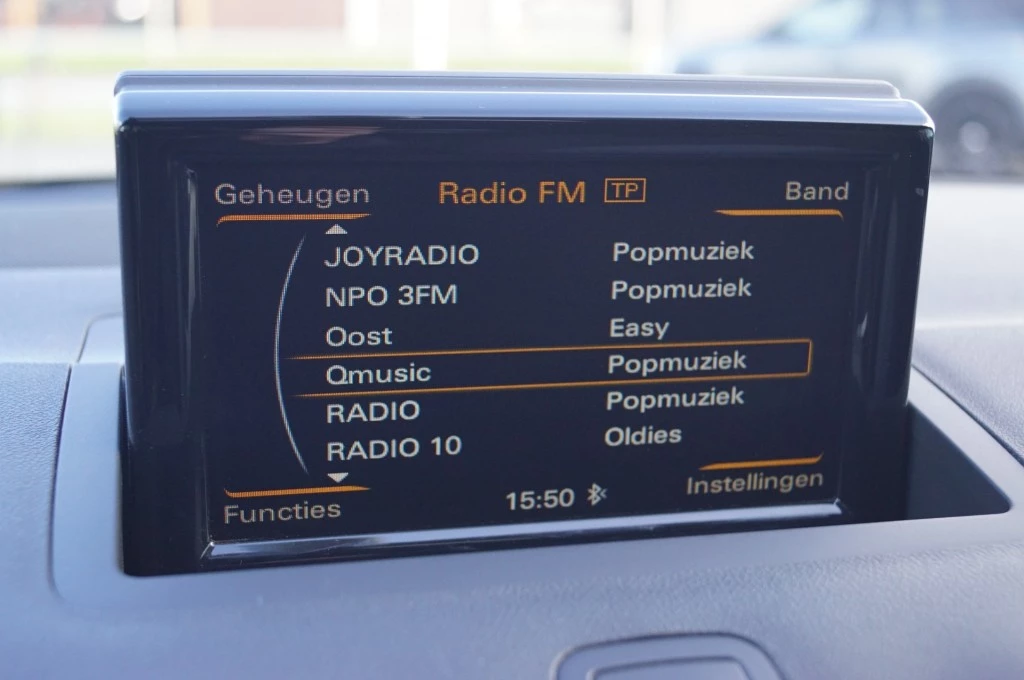 Geheugen Radio FM TP Band
JOYRADIO Popmuziek
NPO 3FM Popmuziek
Oost Easy
Qmusic Popmuziek
RADIO Popmuziek
RADIO 10 Oldies
Functies 15:50 Instellingen